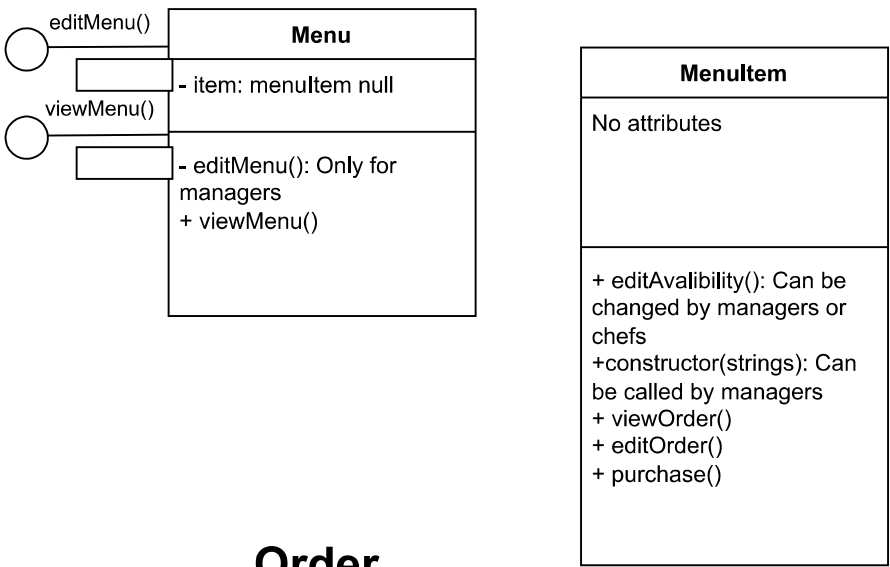 editMenu()
Menu
- item: menuItem null
viewMenu()
- editMenu(): Only for
managers
+ viewMenu()
MenuItem
No attributes
+ editAvalibility(): Can be
changed by managers or
chefs
+constructor(strings): Can
be called by managers
+ viewOrder()
+ editOrder()
+ purchase()
Order